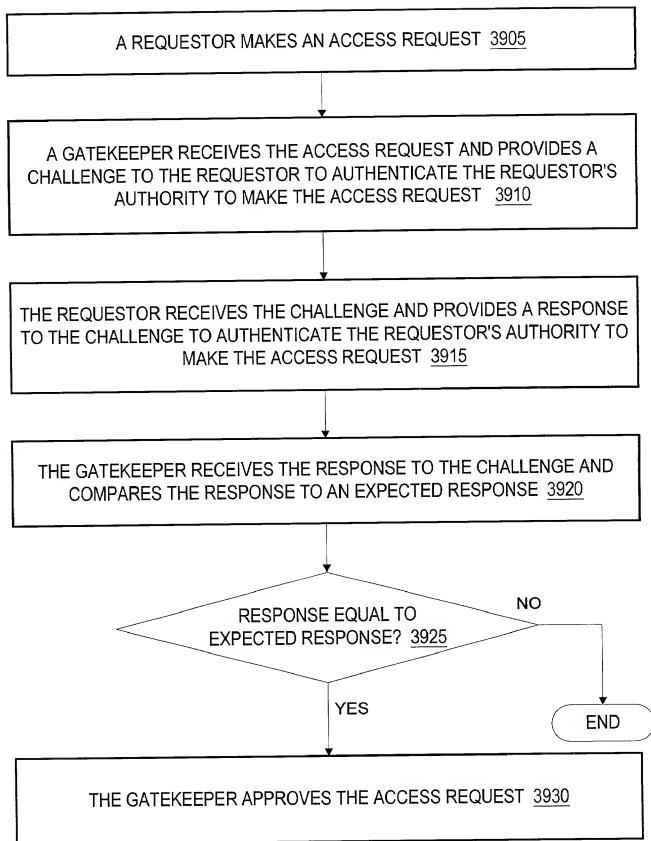 A REQUESTOR MAKES AN ACCESS REQUEST 3905
A GATEKEEPER RECEIVES THE ACCESS REQUEST AND PROVIDES A
CHALLENGE TO THE REQUESTOR TO AUTHENTICATE THE REQUESTOR'S
AUTHORITY TO MAKE THE ACCESS REQUEST 3910
THE REQUESTOR RECEIVES THE CHALLENGE AND PROVIDES A RESPONSE
TO THE CHALLENGE TO AUTHENTICATE THE REQUESTOR'S AUTHORITY TO
MAKE THE ACCESS REQUEST 3915
THE GATEKEEPER RECEIVES THE RESPONSE TO THE CHALLENGE AND
COMPARES THE RESPONSE TO AN EXPECTED RESPONSE 3920
RESPONSE EQUAL TO
EXPECTED RESPONSE? 3925
NO
YES
END
THE GATEKEEPER APPROVES THE ACCESS REQUEST 3930